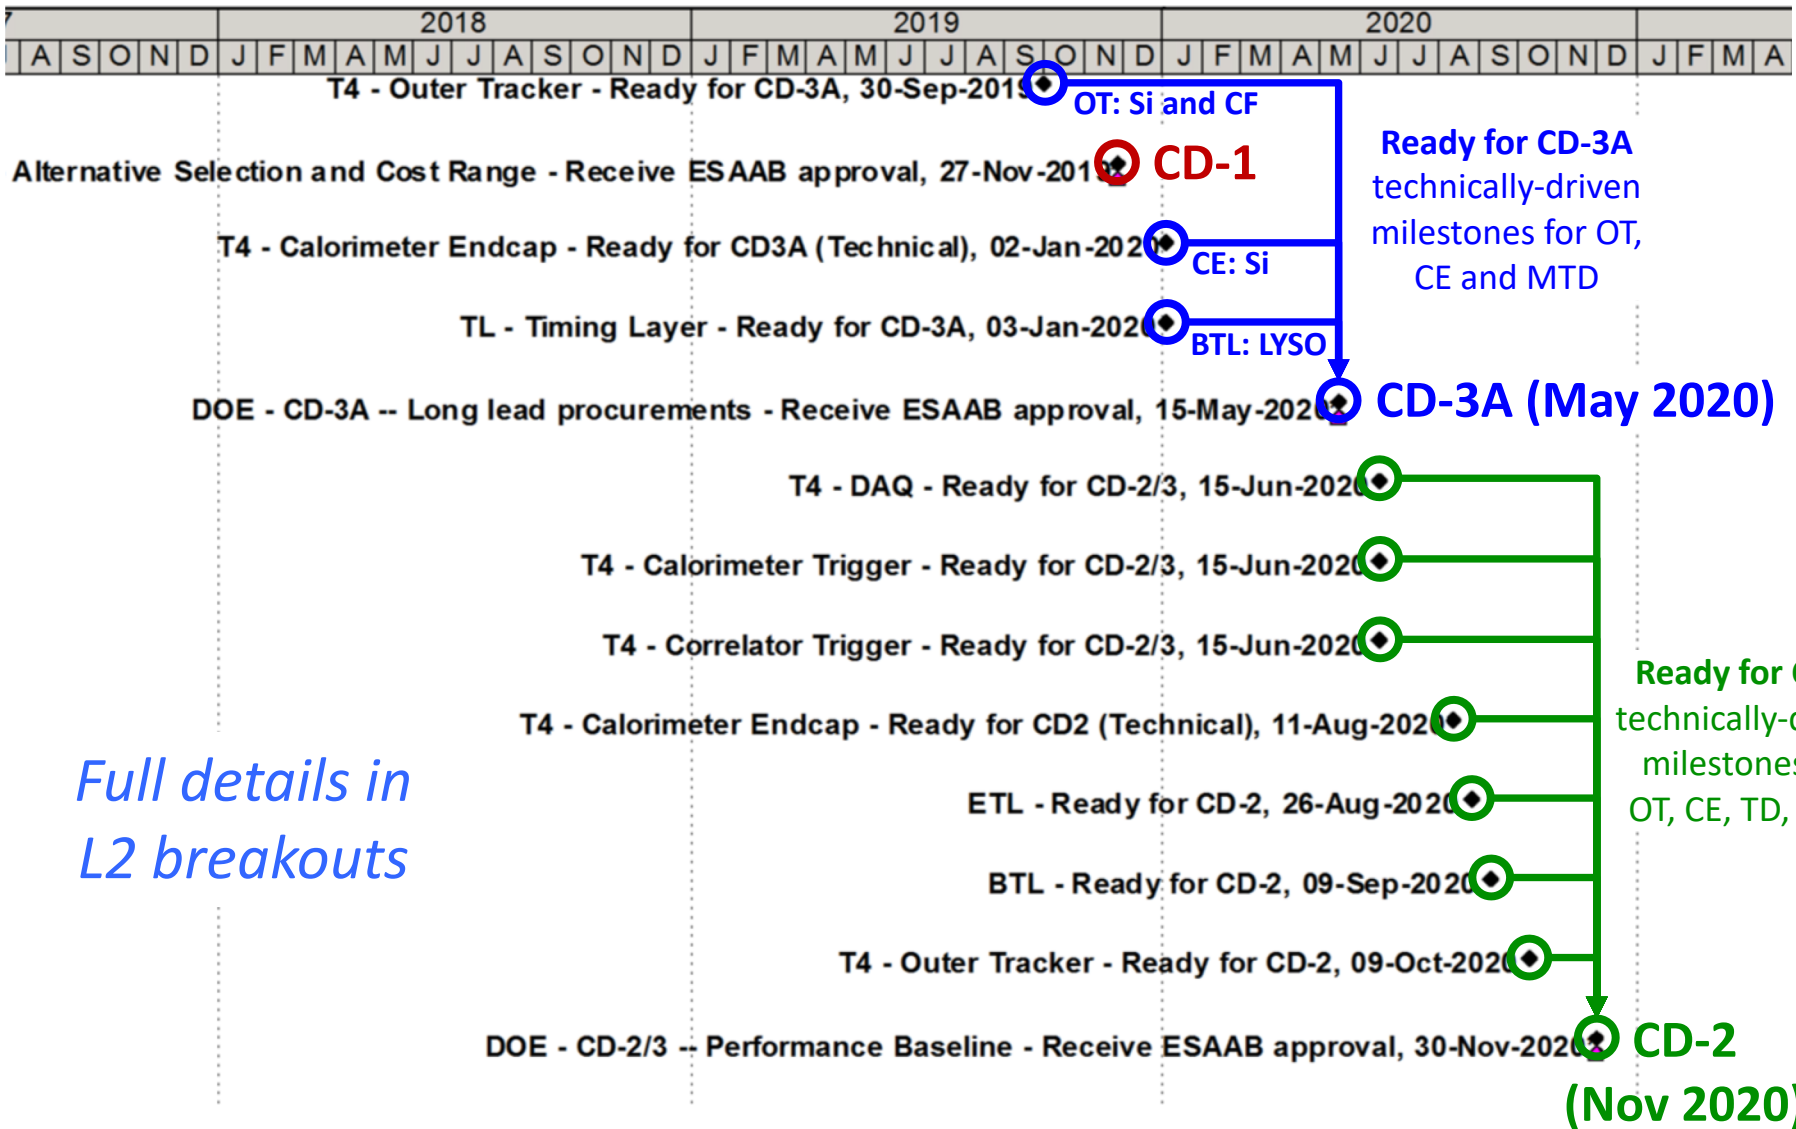 7 2018 2019 2020
A S O N D J F M A M J J A S O N D J F M A M J J A S O N D J F M A M J J A S O N D J F M A
T4 - Outer Tracker - Ready for CD-3A, 30-Sep-2019
OT: Si and CF
Alternative Selection and Cost Range - Receive ESAAB approval, 27-Nov-2019
CD-1
Ready for CD-3A
technically-driven
milestones for OT,
CE and MTD
T4 - Calorimeter Endcap - Ready for CD3A (Technical), 02-Jan-2020
CE: Si
TL - Timing Layer - Ready for CD-3A, 03-Jan-2020
BTL: LYSO
DOE - CD-3A -- Long lead procurements - Receive ESAAB approval, 15-May-2020
CD-3A (May 2020)
T4 - DAQ - Ready for CD-2/3, 15-Jun-2020
T4 - Calorimeter Trigger - Ready for CD-2/3, 15-Jun-2020
T4 - Correlator Trigger - Ready for CD-2/3, 15-Jun-2020
Ready for
technically-
milestones
OT, CE, TD,
T4 - Calorimeter Endcap - Ready for CD2 (Technical), 11-Aug-2020
Full details in
L2 breakouts
ETL - Ready for CD-2, 26-Aug-2020
BTL - Ready for CD-2, 09-Sep-2020
T4 - Outer Tracker - Ready for CD-2, 09-Oct-2020
DOE - CD-2/3 -- Performance Baseline - Receive ESAAB approval, 30-Nov-2020
CD-2
(Nov 2020)